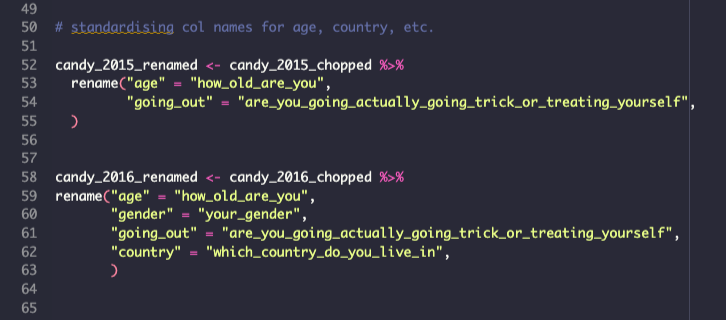 49
50 # standardising col names for age, country, etc.
51
52 candy_2015_renamed <- candy_2015_chopped %>%
53   rename("age" = "how_old_are_you",
54          "going_out" = "are_you_going_actually_going_trick_or_treating_yourself",
55   )
56
57
58 candy_2016_renamed <- candy_2016_chopped %>%
59 rename("age" = "how_old_are_you",
60        "gender" = "your_gender",
61        "going_out" = "are_you_going_actually_going_trick_or_treating_yourself",
62        "country" = "which_country_do_you_live_in",
63        )
64
65